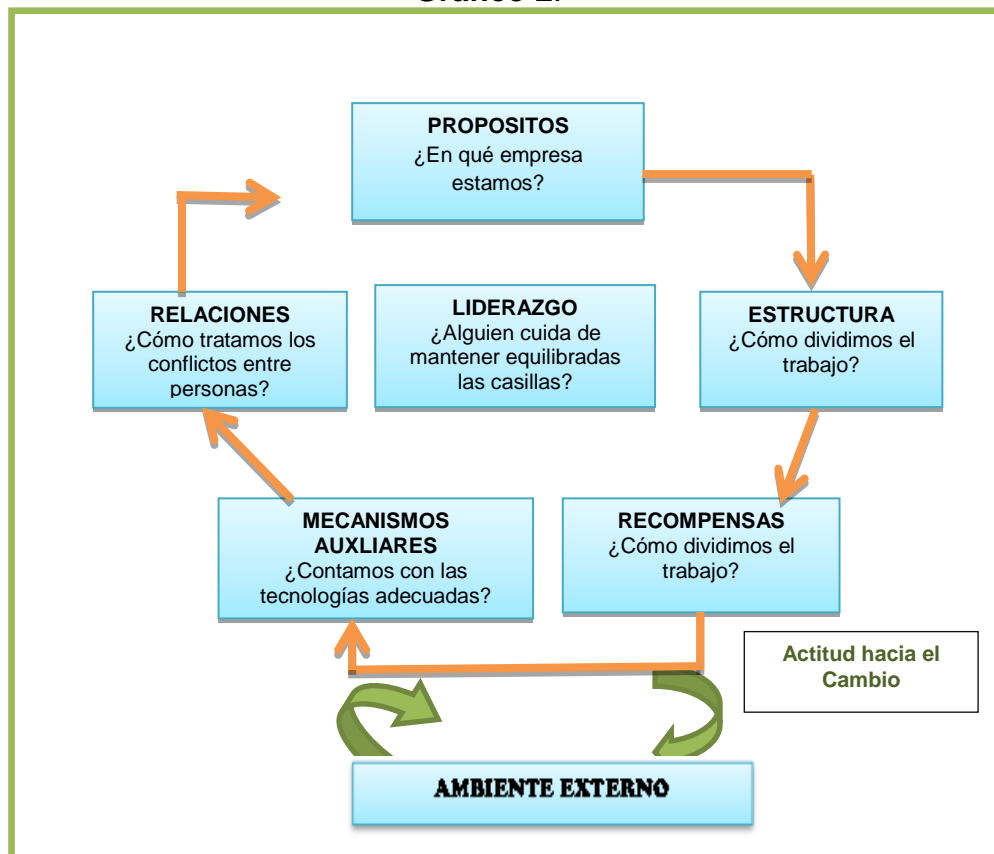 PROPOSITOS
¿En qué empresa
estamos?
RELACIONES
¿Cómo tratamos los
conflictos entre
personas?
LIDERAZGO
¿Alguien cuida de
mantener equilibradas
las casillas?
ESTRUCTURA
¿Cómo dividimos el
trabajo?
MECANISMOS
AUXLIARES
¿Contamos con las
tecnologías adecuadas?
RECOMPENSAS
¿Cómo dividimos el
trabajo?
Actitud hacia el
Cambio
AMBIENTE EXTERNO